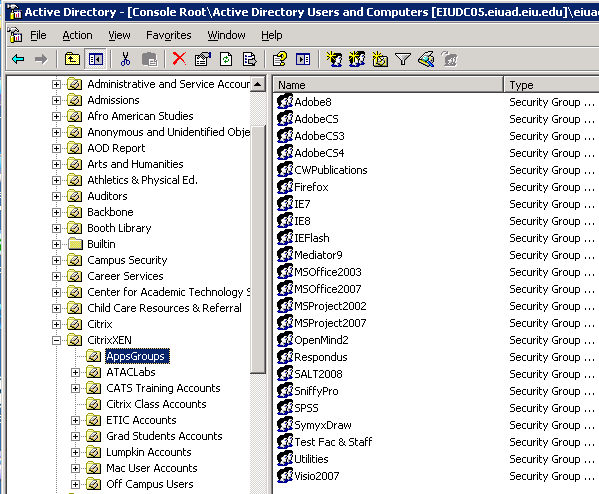 Active Directory - [Console Root\Active Directory Users and Computers [EIUDC05.eiuad.eiu.edu]\eiuad
File Action View Favorites Window Help
Administrative and Service Accour
Admissions
Afro American Studies
Anonymous and Unidentified Obje
AOD Report
Arts and Humanities
Athletics & Physical Ed.
Auditors
Backbone
Booth Library
Builtin
Campus Security
Career Services
Center for Academic Technology S
Child Care Resources & Referral
Citrix
CitrixXEN
AppsGroups
ATACLabs
CATS Training Accounts
Citrix Class Accounts
ETIC Accounts
Grad Students Accounts
Lumpkin Accounts
Mac User Accounts
Off Campus Users
Name Type
Adobe8 Security Group ...
AdobeCS Security Group ...
AdobeCS3 Security Group ...
AdobeCS4 Security Group ...
CWPublications Security Group ...
Firefox Security Group ...
IE7 Security Group ...
IE8 Security Group ...
IEFlash Security Group ...
Mediator9 Security Group ...
MSOffice2003 Security Group ...
MSOffice2007 Security Group ...
MSProject2002 Security Group ...
MSProject2007 Security Group ...
OpenMind2 Security Group ...
Respondus Security Group ...
SALT2008 Security Group ...
SniffyPro Security Group ...
SPSS Security Group ...
SymyxDraw Security Group ...
Test Fac & Staff Security Group ...
Utilities Security Group ...
Visio2007 Security Group ...